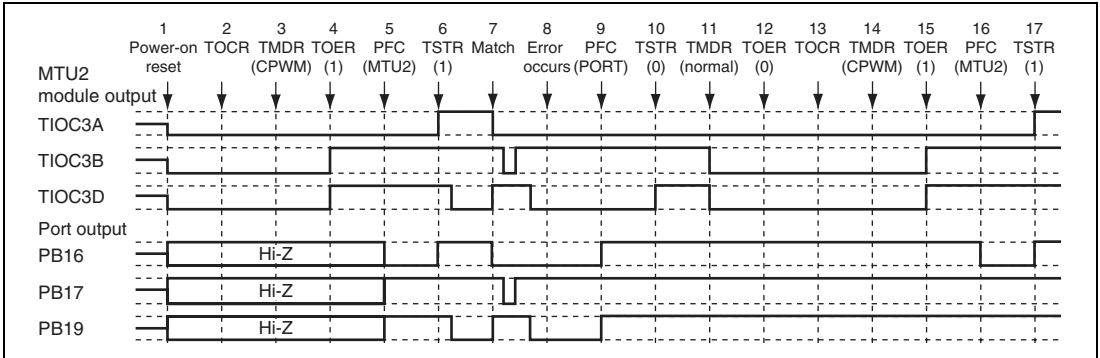 1 2 3 4 5 6 7 8 9 10 11 12 13 14 15 16 17
Power-on TOCR TMDR TOER PFC TSTR Match Error PFC TSTR TMDR TOER TOCR TMDR TOER PFC TSTR
reset (CPWM) (1) (MTU2) (1) occurs (PORT) (0) (normal) (0) (CPWM) (1) (MTU2) (1)
MTU2
module output
TIOC3A
TIOC3B
TIOC3D
Port output
PB16 Hi-Z
PB17 Hi-Z
PB19 Hi-Z